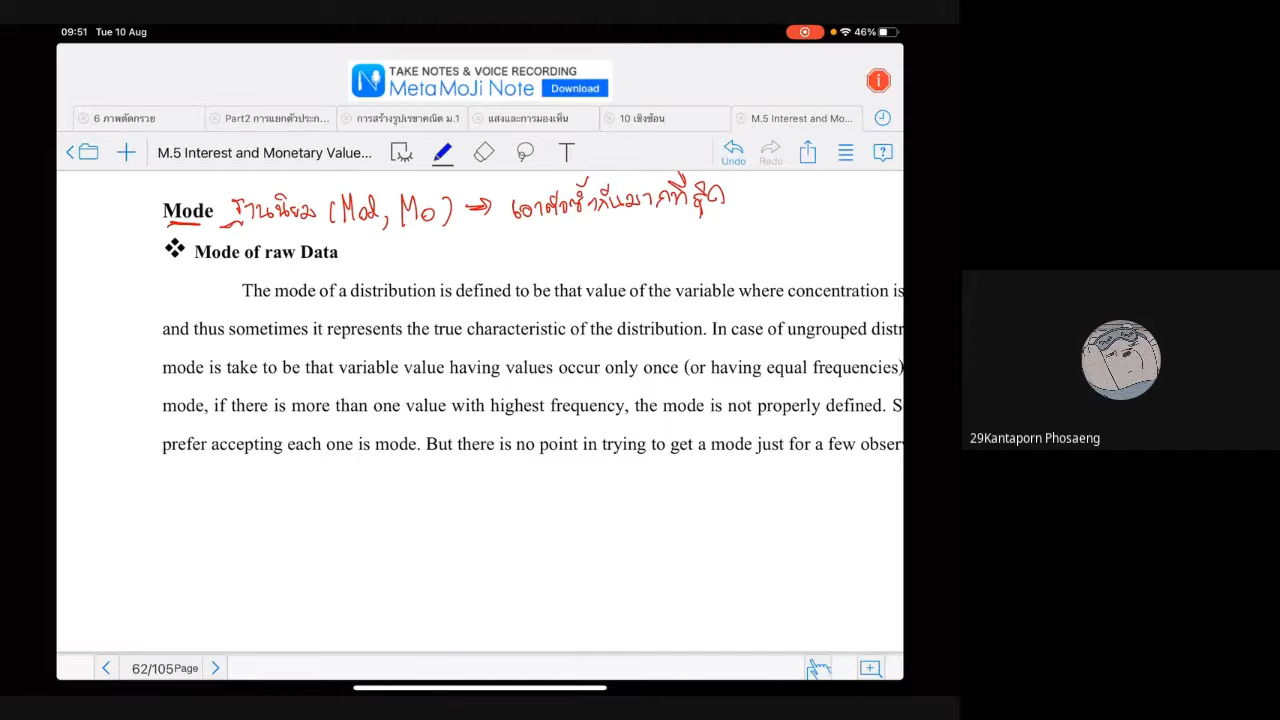 09:51 Tue 10 Aug
46%
TAKE NOTES & VOICE RECORDING
MetaMoJi Note Download
6 ภาพตัดกรวย
Part2 การแยกตัวประก...
การสร้างรูปเรขาคณิต ม.1
แสงและการมองเห็น
10 เชิงซ้อน
M.5 Interest and Mo...
M.5 Interest and Monetary Value...
T
Undo
Redo
Mode ฐานนิยม (Mod, Mo) → เอาตัวซ้ำกันมากที่สุด
❖ Mode of raw Data
The mode of a distribution is defined to be that value of the variable where concentration is
and thus sometimes it represents the true characteristic of the distribution. In case of ungrouped distr
mode is take to be that variable value having values occur only once (or having equal frequencies)
mode, if there is more than one value with highest frequency, the mode is not properly defined. S
prefer accepting each one is mode. But there is no point in trying to get a mode just for a few obser
62/105Page
29Kantaporn Phosaeng